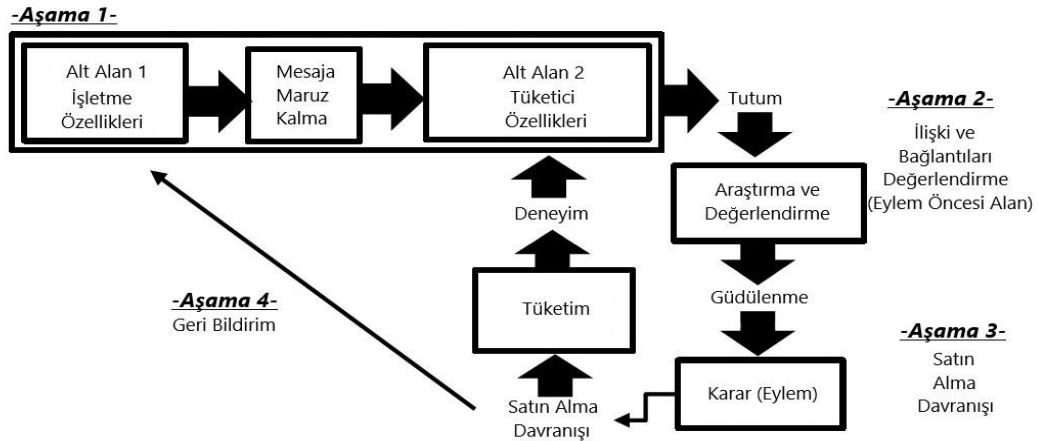 -Aşama 1-
Alt Alan 1
İşletme
Özellikleri
Mesaja
Maruz
Kalma
Alt Alan 2
Tüketici
Özellikleri
Tutum
-Aşama 2-
İlişki ve
Bağlantıları
Değerlendirme
(Eylem Öncesi Alan)
Araştırma ve
Değerlendirme
Deneyim
Güdülenme
Tüketim
-Aşama 4-
Geri Bildirim
-Aşama 3-
Satın
Alma
Davranışı
Karar (Eylem)
Satın Alma
Davranışı